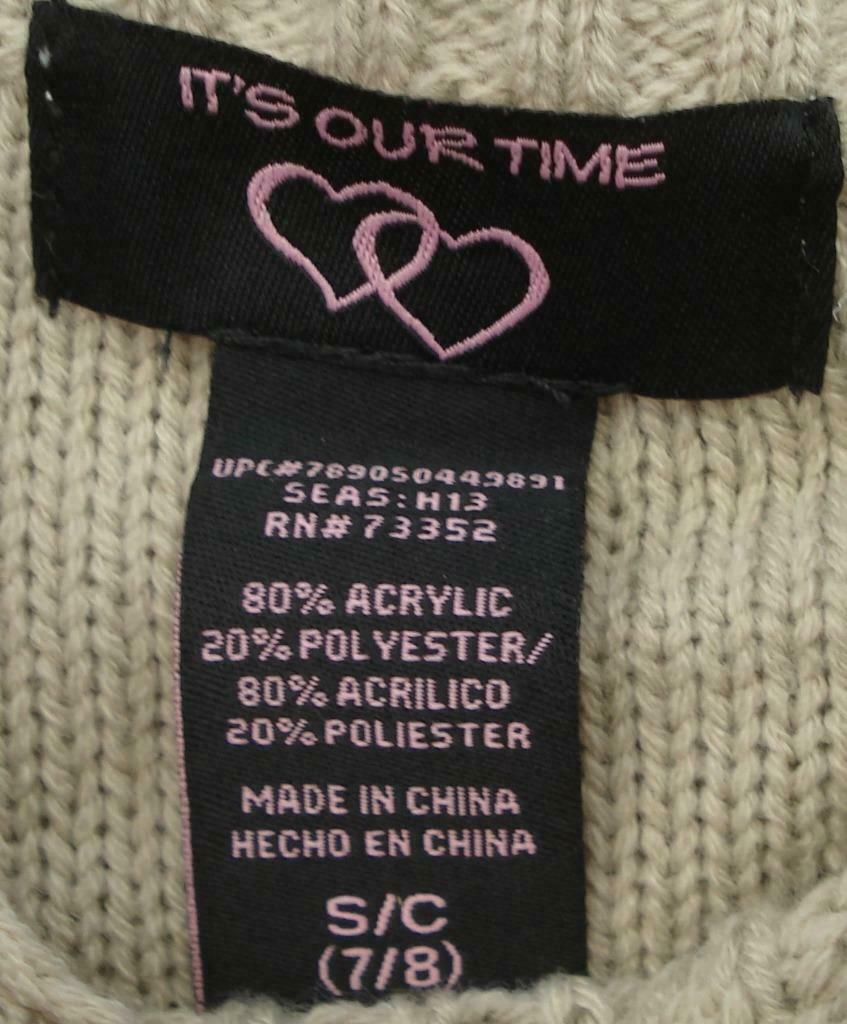 IT'S OUR TIME
UPC#789050449891
SEAS:H13
RN# 73352
80% ACRYLIC
20% POLYESTER/
80% ACRILICO
20% POLIESTER
MADE IN CHINA
HECHO EN CHINA
S/C
(7/8)